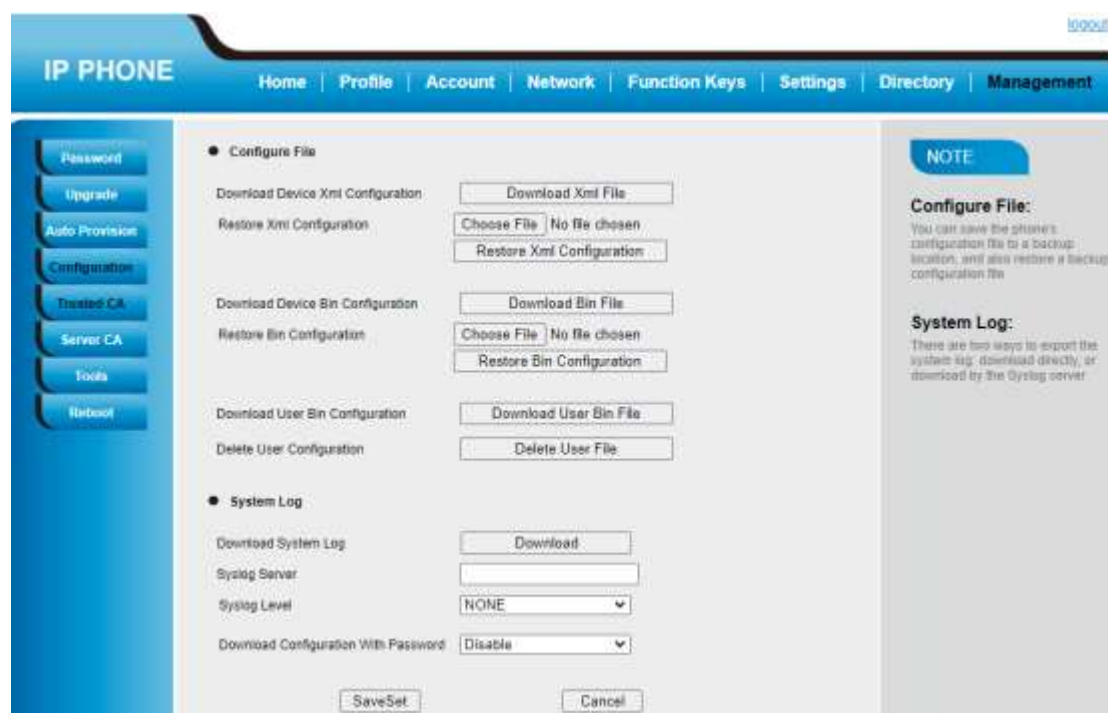 logout
IP PHONE
Home | Profile | Account | Network | Function Keys | Settings | Directory | Management
Password
Upgrade
Auto Provision
Configuration
Trusted CA
Server CA
Tools
Reboot
Configure File
Download Device Xml Configuration Download Xml File
Restore Xml Configuration Choose File No file chosen
Restore Xml Configuration
Download Device Bin Configuration Download Bin File
Restore Bin Configuration Choose File No file chosen
Restore Bin Configuration
Download User Bin Configuration Download User Bin File
Delete User Configuration Delete User File
System Log
Download System Log Download
Syslog Server
Syslog Level NONE
Download Configuration With Password Disable
SaveSet Cancel
NOTE
Configure File:
You can save the phone's
configuration file to a backup
location, and also restore a backup
configuration file
System Log:
There are two ways to export the
system log: download directly, or
download by the Syslog server